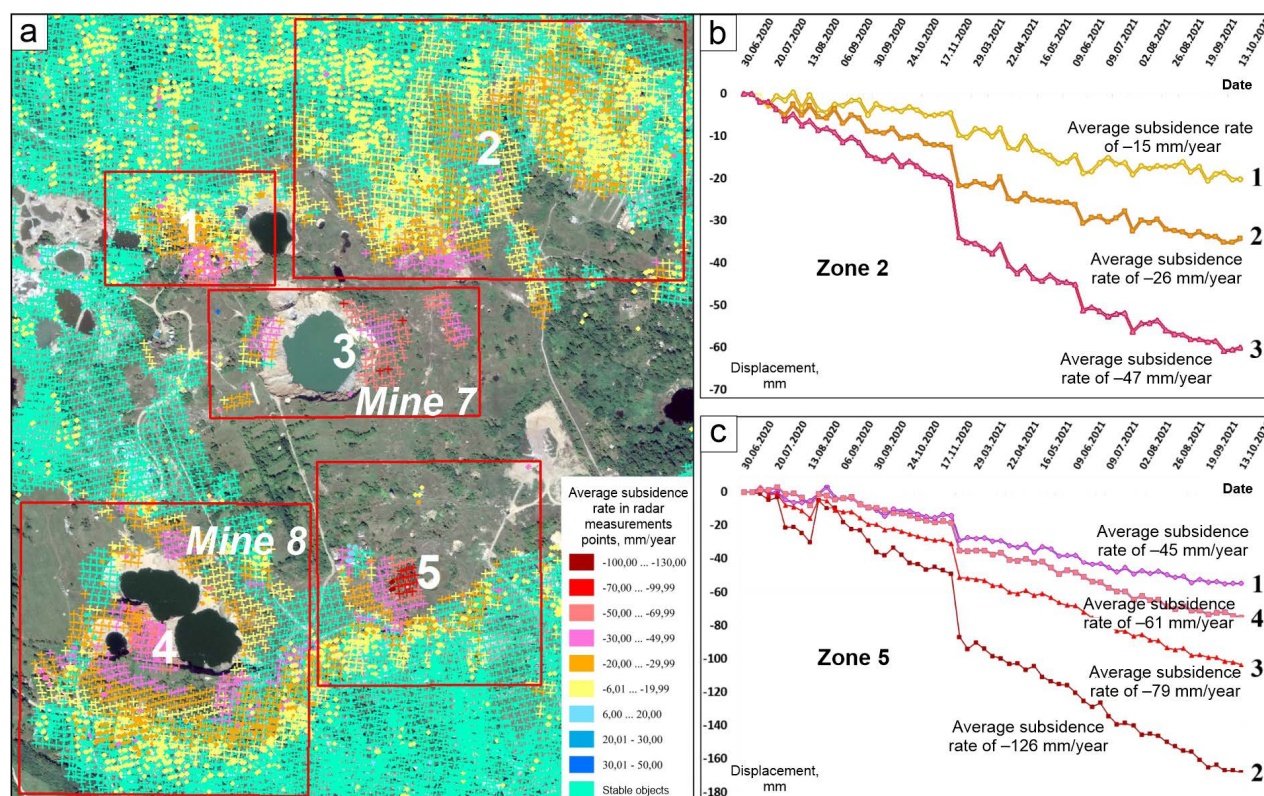 a
1
2
3
Mine 7
Mine 8
4
5
Average subsidence
rate in radar
measurements
points, mm/year
-100,00 ... -130,00
-70,00 ... -99,99
-50,00 ... -69,99
-30,00 ... -49,99
-20,00 ... -29,99
-6,01 ... -19,99
6,00 ... 20,00
20,01 - 30,00
30,01 - 50,00
Stable objects
b
30.06.2020
20.07.2020
13.08.2020
06.09.2020
30.09.2020
24.10.2020
17.11.2020
29.03.2021
22.04.2021
16.05.2021
09.06.2021
09.07.2021
02.08.2021
26.08.2021
19.09.2021
13.10.2021
Date
0
-10
-20
-30
-40
-50
-60
-70
Average subsidence rate
of –15 mm/year
1
2
Average subsidence
rate of –26 mm/year
Zone 2
3
Average subsidence
rate of –47 mm/year
Displacement,
mm
c
30.06.2020
20.07.2020
13.08.2020
06.09.2020
30.09.2020
24.10.2020
17.11.2020
29.03.2021
22.04.2021
16.05.2021
09.06.2021
09.07.2021
02.08.2021
26.08.2021
19.09.2021
13.10.2021
Date
0
-20
-40
-60
-80
-100
-120
-140
-160
-180
Average subsidence
rate of –45 mm/year
1
Average subsidence
rate of –61 mm/year
4
Zone 5
3
Average subsidence
rate of –79 mm/year
Average subsidence
rate of –126 mm/year
2
Displacement,
mm